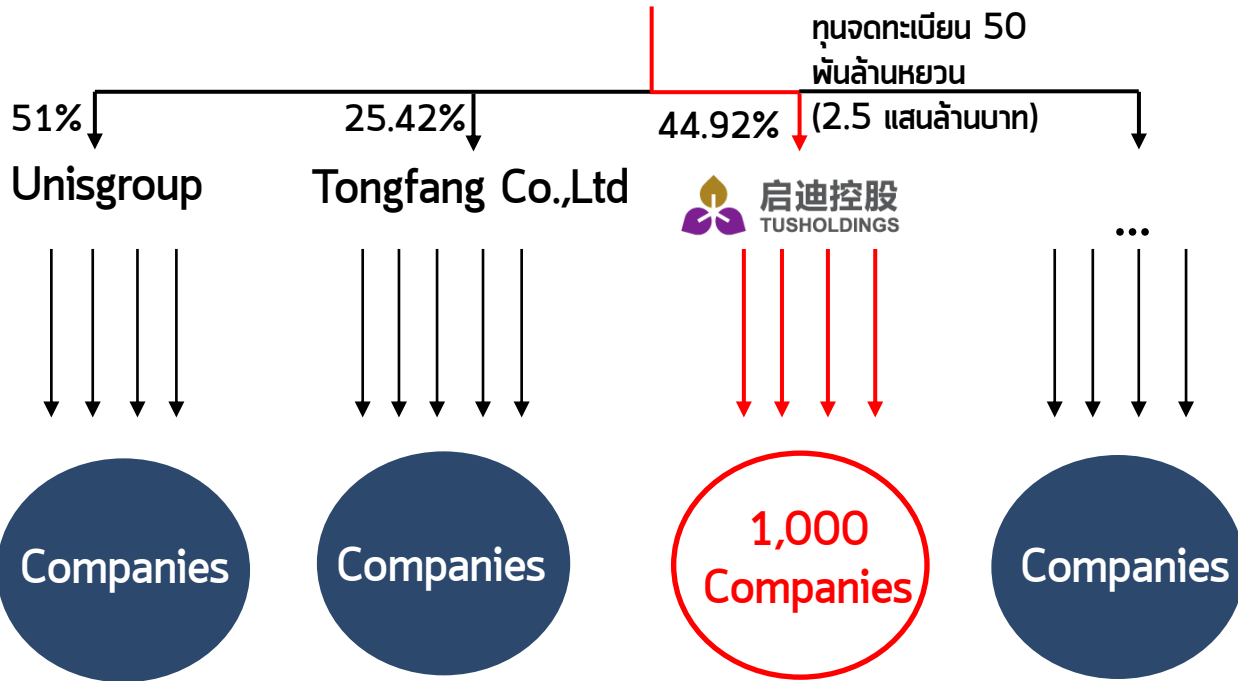 ทุนจดทะเบียน 50
พันล้านหยวน
(2.5 แสนล้านบาท)
51%
25.42%
44.92%
Unisgroup
Tongfang Co.,Ltd
启迪控股
TUSHOLDINGS
...
Companies
Companies
1,000
Companies
Companies